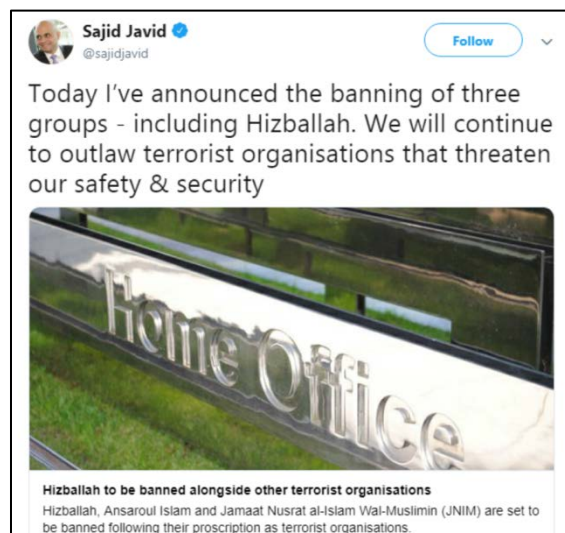 Sajid Javid
@sajidjavid
Follow
Today I've announced the banning of three
groups - including Hizballah. We will continue
to outlaw terrorist organisations that threaten
our safety & security
Home Office
Hizballah to be banned alongside other terrorist organisations
Hizballah, Ansaroul Islam and Jamaat Nusrat al-Islam Wal-Muslimin (JNIM) are set to
be banned following their proscription as terrorist organisations.